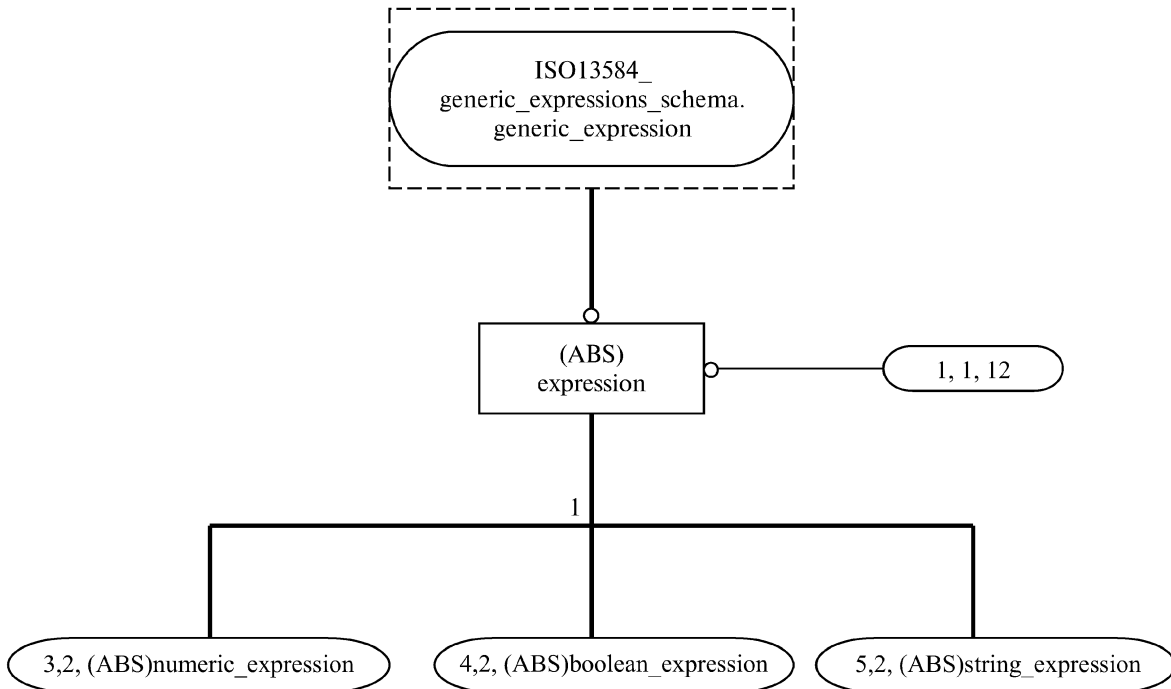 ISO13584_
generic_expressions_schema.
generic_expression
(ABS)
expression
1, 1, 12
1
3,2, (ABS)numeric_expression
4,2, (ABS)boolean_expression
5,2, (ABS)string_expression